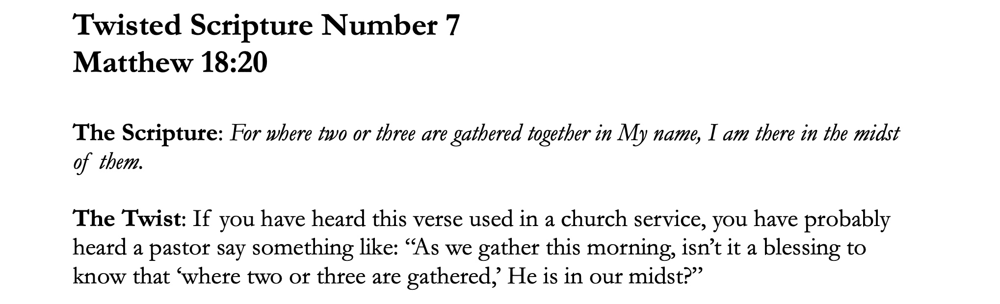 Twisted Scripture Number 7
Matthew 18:20
The Scripture: For where two or three are gathered together in My name, I am there in the midst
of them.
The Twist: If you have heard this verse used in a church service, you have probably
heard a pastor say something like: “As we gather this morning, isn’t it a blessing to
know that ‘where two or three are gathered,’ He is in our midst?”